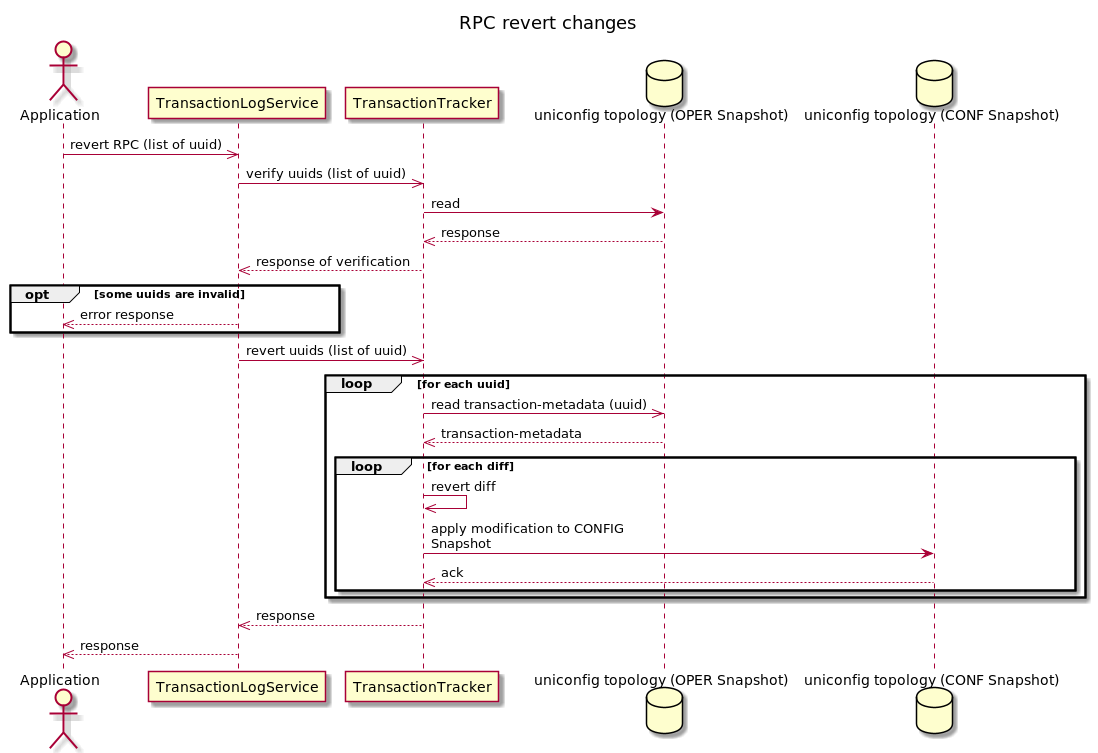 RPC revert changes
Application
TransactionLogService
TransactionTracker
uniconfig topology (OPER Snapshot)
uniconfig topology (CONF Snapshot)
revert RPC (list of uuid)
verify uuids (list of uuid)
read
response
response of verification
opt
[some uuids are invalid]
error response
revert uuids (list of uuid)
loop
[for each uuid]
read transaction-metadata (uuid)
transaction-metadata
loop
[for each diff]
revert diff
apply modification to CONFIG
Snapshot
ack
response
response
Application
TransactionLogService
TransactionTracker
uniconfig topology (OPER Snapshot)
uniconfig topology (CONF Snapshot)